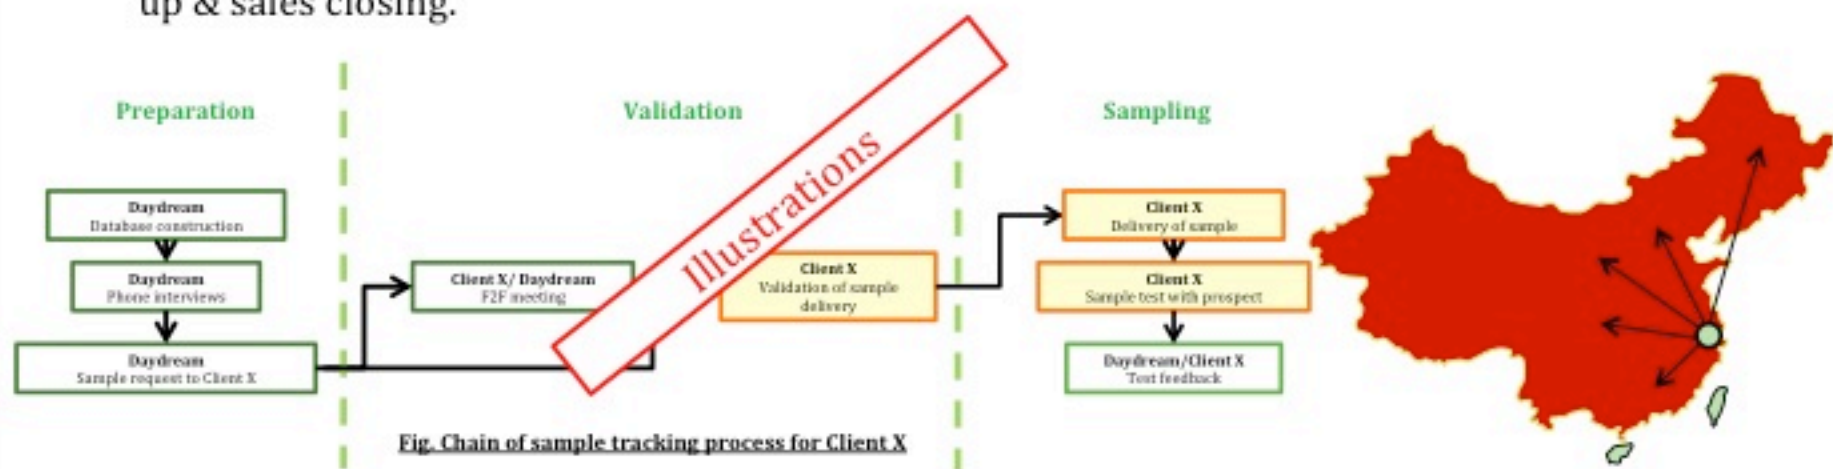 up & sales closing.
Preparation
Validation
Sampling
Daydream
Database construction
Daydream
Phone interviews
Daydream
Sample request to Client X
Client X/ Daydream
F2F meeting
Illustrations
Client X
Validation of sample
delivery
Client X
Delivery of sample
Client X
Sample test with prospect
Daydream/Client X
Test feedback
Fig. Chain of sample tracking process for Client X